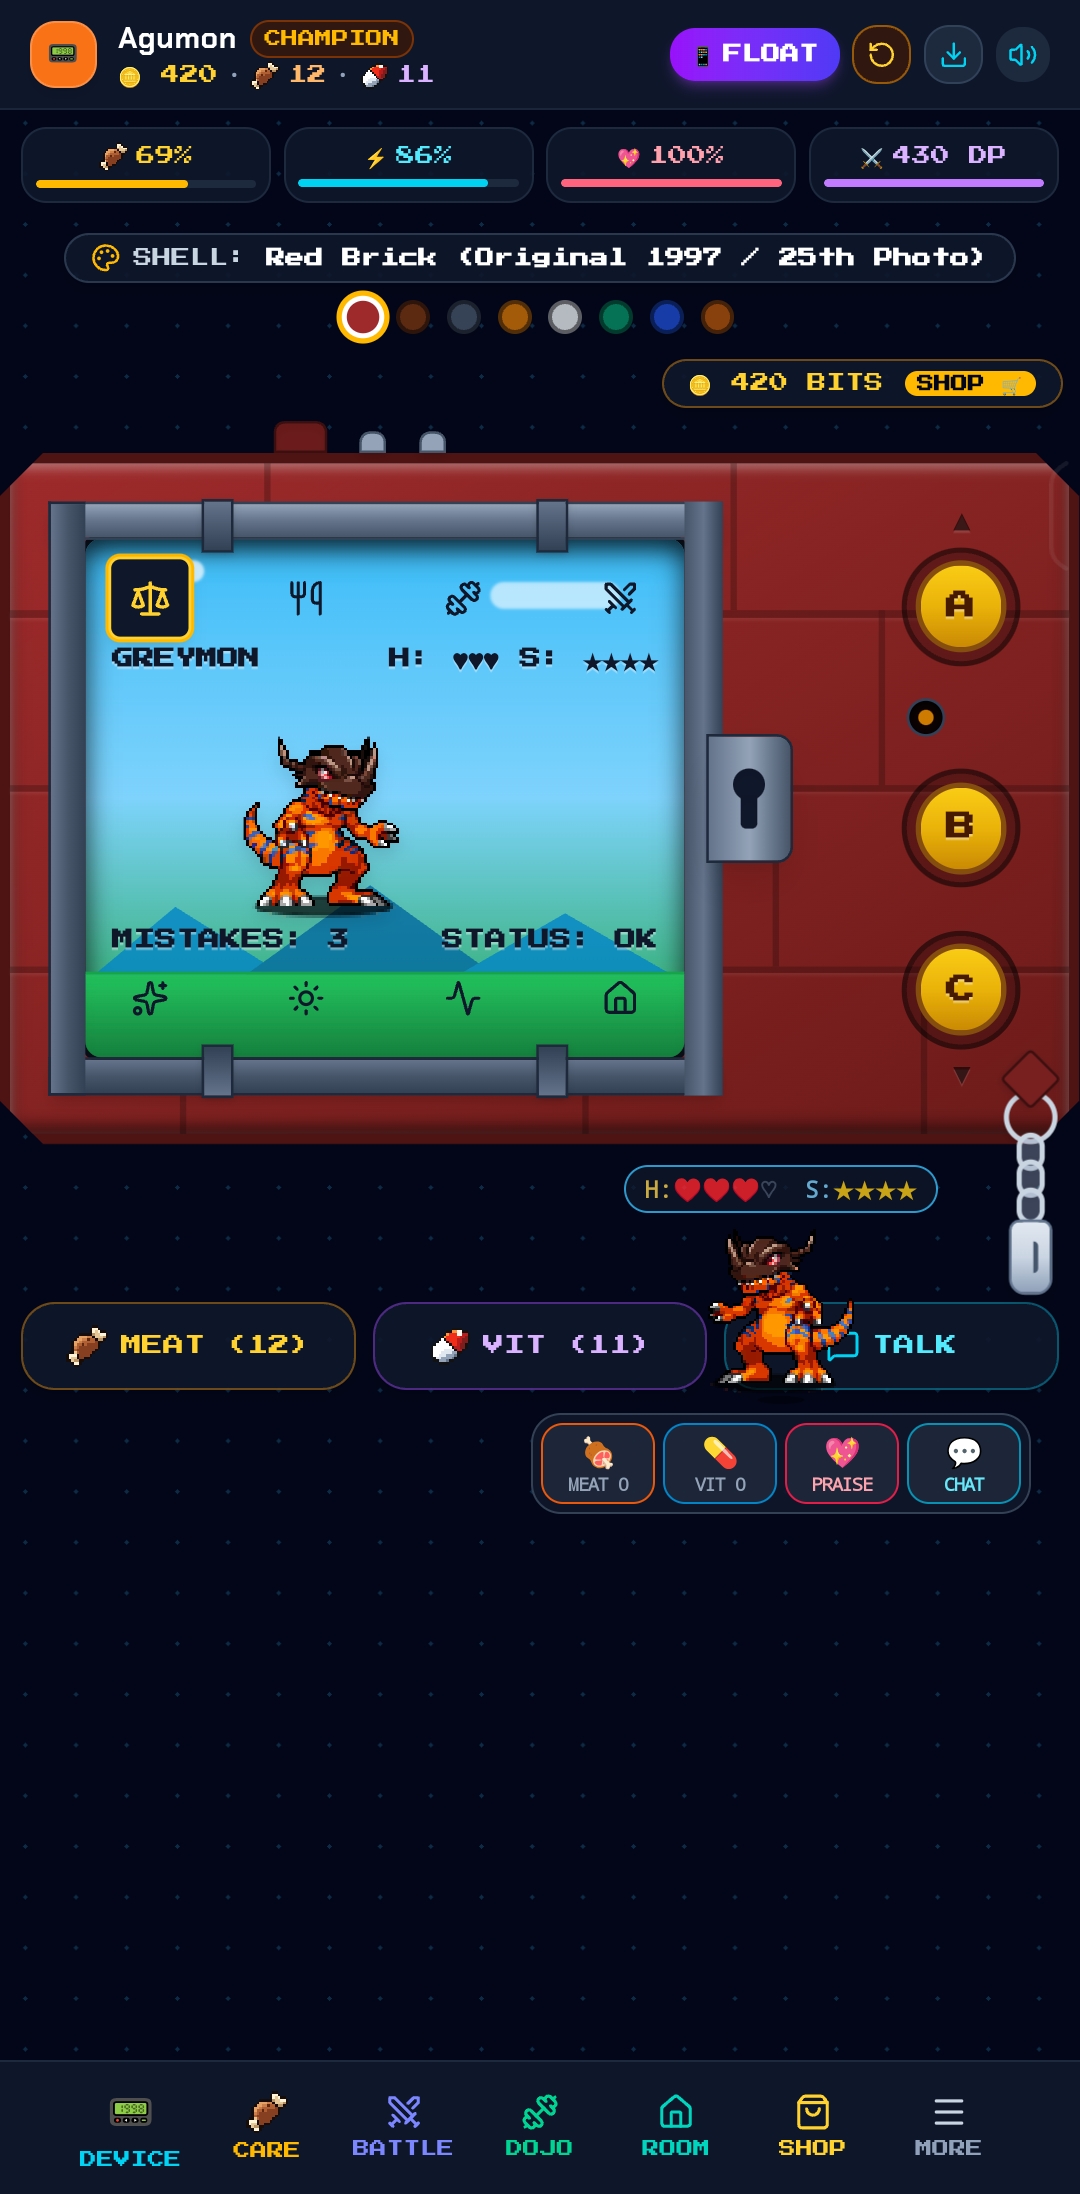 Agumon CHAMPION
420 · 12 · 11
FLOAT
69%
86%
100%
430 DP
SHELL: Red Brick (Original 1997 / 25th Photo)
420 BITS SHOP
GREYMON H: ♥♥♥ S: ★★★★
MISTAKES: 3 STATUS: OK
A
B
C
H:❤❤❤♡ S:★★★★
MEAT (12)
VIT (11)
TALK
MEAT 0
VIT 0
PRAISE
CHAT
DEVICE
CARE
BATTLE
DOJO
ROOM
SHOP
MORE